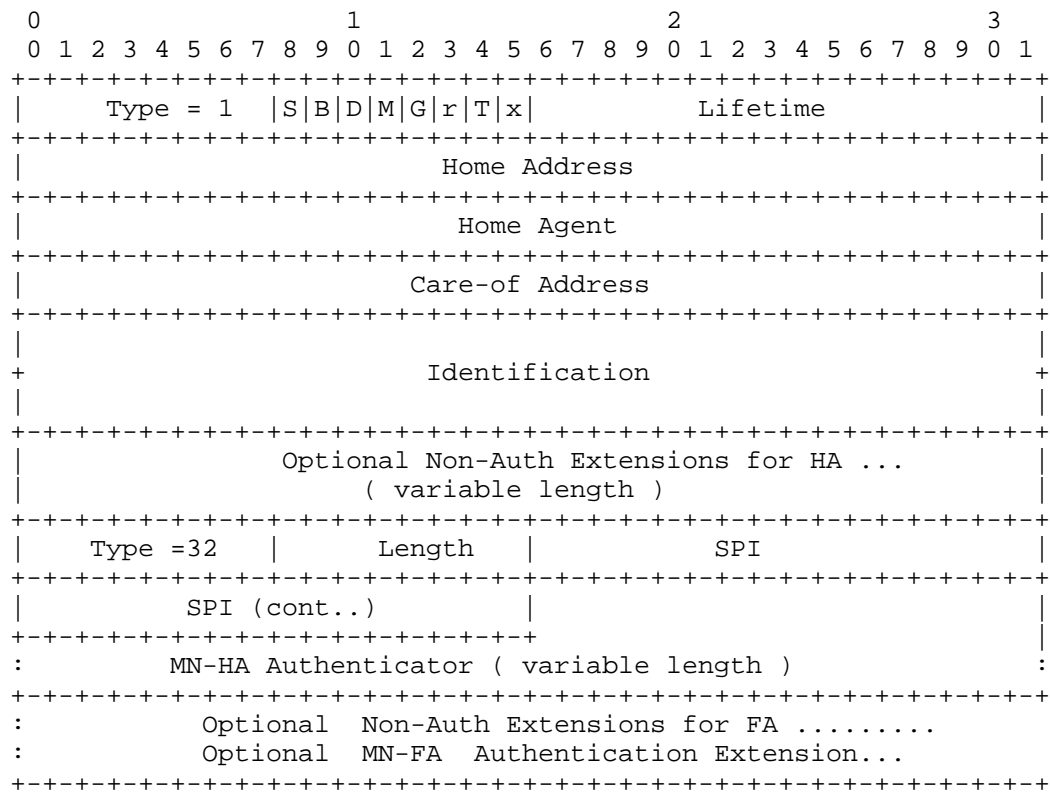 0                   1                   2                   3
 0 1 2 3 4 5 6 7 8 9 0 1 2 3 4 5 6 7 8 9 0 1 2 3 4 5 6 7 8 9 0 1
+-+-+-+-+-+-+-+-+-+-+-+-+-+-+-+-+-+-+-+-+-+-+-+-+-+-+-+-+-+-+-+-+
|     Type = 1  |S|B|D|M|G|r|T|x|          Lifetime             |
+-+-+-+-+-+-+-+-+-+-+-+-+-+-+-+-+-+-+-+-+-+-+-+-+-+-+-+-+-+-+-+-+
|                          Home Address                         |
+-+-+-+-+-+-+-+-+-+-+-+-+-+-+-+-+-+-+-+-+-+-+-+-+-+-+-+-+-+-+-+-+
|                           Home Agent                          |
+-+-+-+-+-+-+-+-+-+-+-+-+-+-+-+-+-+-+-+-+-+-+-+-+-+-+-+-+-+-+-+-+
|                        Care-of Address                        |
+-+-+-+-+-+-+-+-+-+-+-+-+-+-+-+-+-+-+-+-+-+-+-+-+-+-+-+-+-+-+-+-+
|                                                               |
+                         Identification                        +
|                                                               |
+-+-+-+-+-+-+-+-+-+-+-+-+-+-+-+-+-+-+-+-+-+-+-+-+-+-+-+-+-+-+-+-+
|                Optional Non-Auth Extensions for HA ...        |
|                     ( variable length )                       |
+-+-+-+-+-+-+-+-+-+-+-+-+-+-+-+-+-+-+-+-+-+-+-+-+-+-+-+-+-+-+-+-+
|    Type =32   |      Length   |           SPI                 |
+-+-+-+-+-+-+-+-+-+-+-+-+-+-+-+-+-+-+-+-+-+-+-+-+-+-+-+-+-+-+-+-+
|          SPI (cont..)         |                               |
+-+-+-+-+-+-+-+-+-+-+-+-+-+-+-+-+                               |
:         MN-HA Authenticator ( variable length )               :
+-+-+-+-+-+-+-+-+-+-+-+-+-+-+-+-+-+-+-+-+-+-+-+-+-+-+-+-+-+-+-+-+
:           Optional  Non-Auth Extensions for FA .........
:           Optional  MN-FA  Authentication Extension...
+-+-+-+-+-+-+-+-+-+-+-+-+-+-+-+-+-+-+-+-+-+-+-+-+-+-+-+-+-+-+-+-+